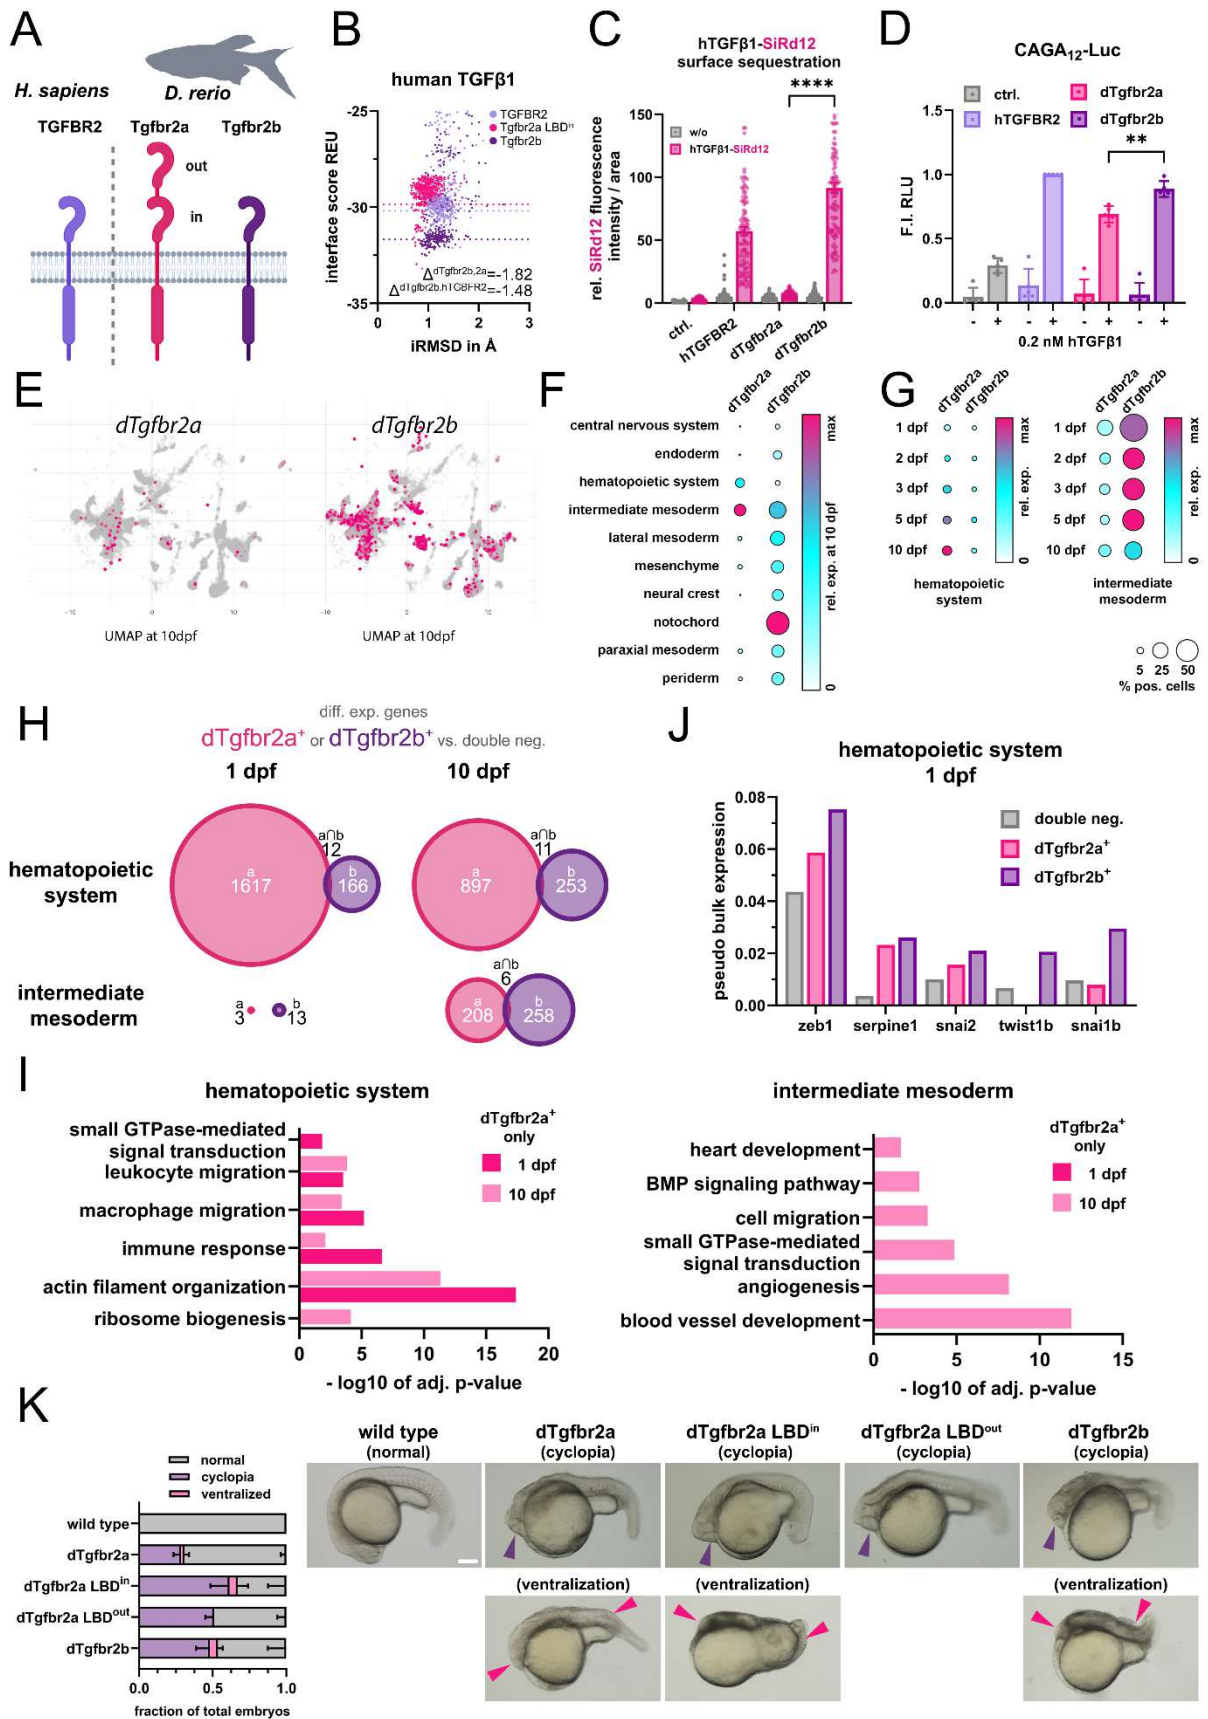 A
H. sapiens
D. rerio
TGFBR2
Tgfbr2a
Tgfbr2b
out
in
B
human TGFβ1
-25
-30
-35
interface score REU
TGFBR2
Tgfbr2a LBDⁱⁿ
Tgfbr2b
ΔdTgfbr2b,2a=-1.82
ΔdTgfbr2b.hTGBFR2=-1.48
0
1
2
3
iRMSD in Å
C
hTGFβ1-SiRd12
surface sequestration
****
rel. SiRd12 fluorescence
intensity / area
150
100
50
0
w/o
hTGFβ1-SiRd12
ctrl.
hTGFBR2
dTgfbr2a
dTgfbr2b
D
CAGA₁₂-Luc
ctrl.
dTgfbr2a
hTGFBR2
dTgfbr2b
**
F.I. RLU
1.5
1.0
0.5
0.0
- + - + - + - +
0.2 nM hTGFβ1
E
dTgfbr2a
dTgfbr2b
-10
0
10
-10
0
10
UMAP at 10dpf
UMAP at 10dpf
F
dTgfbr2a
dTgfbr2b
central nervous system
endoderm
hematopoietic system
intermediate mesoderm
lateral mesoderm
mesenchyme
neural crest
notochord
paraxial mesoderm
periderm
max
rel. exp. at 10 dpf
0
G
dTgfbr2a
dTgfbr2b
1 dpf
2 dpf
3 dpf
5 dpf
10 dpf
max
rel. exp.
0
hematopoietic
system
dTgfbr2a
dTgfbr2b
1 dpf
2 dpf
3 dpf
5 dpf
10 dpf
max
rel. exp.
0
intermediate
mesoderm
5 25 50
% pos. cells
H
diff. exp. genes
dTgfbr2a⁺ or dTgfbr2b⁺ vs. double neg.
1 dpf
10 dpf
hematopoietic
system
a
1617
a∩b
12
b
166
a
897
a∩b
11
b
253
intermediate
mesoderm
a
3
b
13
a
208
a∩b
6
b
258
J
hematopoietic system
1 dpf
pseudo bulk expression
0.08
0.06
0.04
0.02
0.00
double neg.
dTgfbr2a⁺
dTgfbr2b⁺
zeb1
serpine1
snai2
twist1b
snai1b
I
hematopoietic system
small GTPase-mediated
signal transduction
leukocyte migration
macrophage migration
immune response
actin filament organization
ribosome biogenesis
dTgfbr2a⁺
only
1 dpf
10 dpf
0 5 10 15 20
- log10 of adj. p-value
intermediate mesoderm
heart development
BMP signaling pathway
cell migration
small GTPase-mediated
signal transduction
angiogenesis
blood vessel development
dTgfbr2a⁺
only
1 dpf
10 dpf
0 5 10 15
- log10 of adj. p-value
K
normal
cyclopia
ventralized
wild type
dTgfbr2a
dTgfbr2a LBDⁱⁿ
dTgfbr2a LBDᵒᵘᵗ
dTgfbr2b
0.0 0.5 1.0
fraction of total embryos
wild type
(normal)
dTgfbr2a
(cyclopia)
dTgfbr2a LBDⁱⁿ
(cyclopia)
dTgfbr2a LBDᵒᵘᵗ
(cyclopia)
dTgfbr2b
(cyclopia)
(ventralization)
(ventralization)
(ventralization)